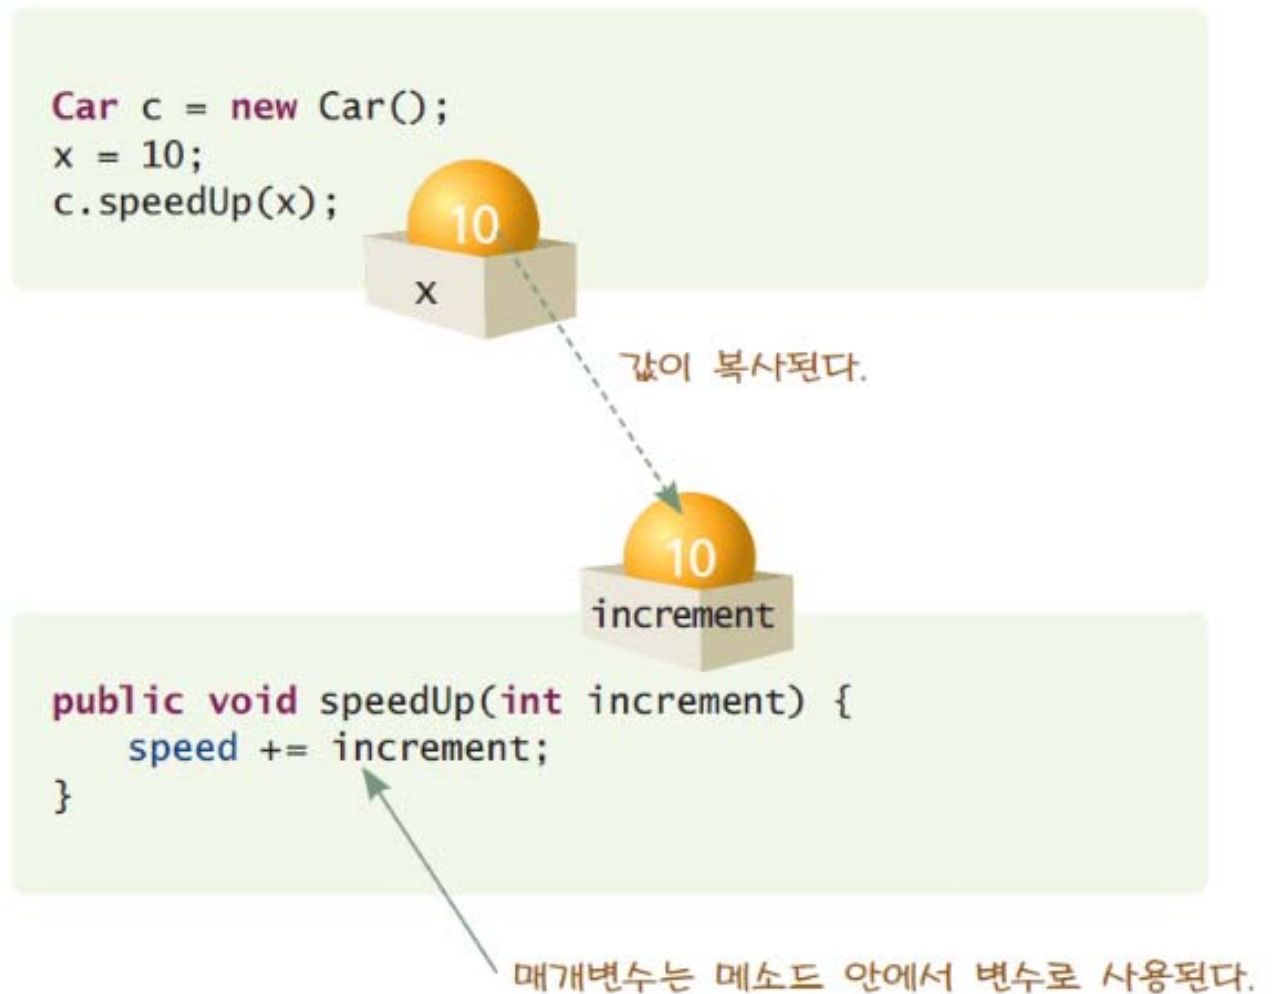 Car c = new Car();
x = 10;
c.speedUp(x);
10
x
값이 복사된다.
10
increment
public void speedUp(int increment) {
speed += increment;
}
매개변수는 메소드 안에서 변수로 사용된다.